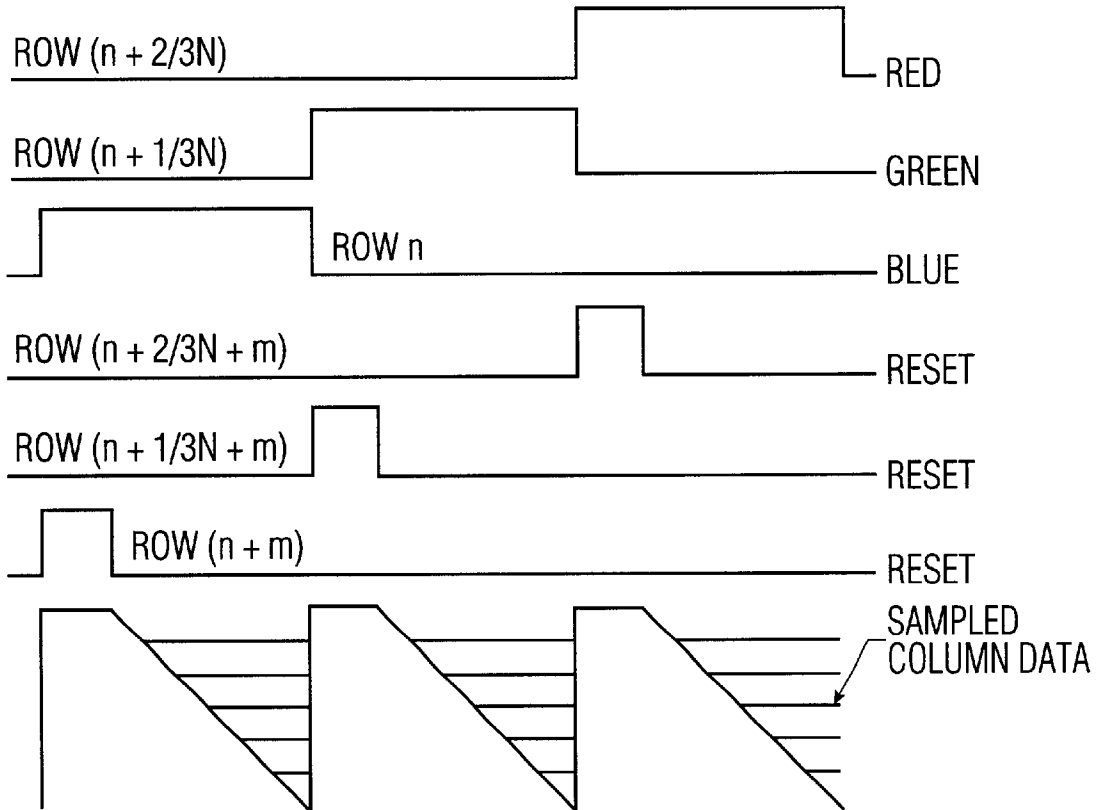 ROW (n + 2/3N)
RED
ROW (n + 1/3N)
GREEN
ROW n
BLUE
ROW (n + 2/3N + m)
RESET
ROW (n + 1/3N + m)
RESET
ROW (n + m)
RESET
SAMPLED
COLUMN DATA